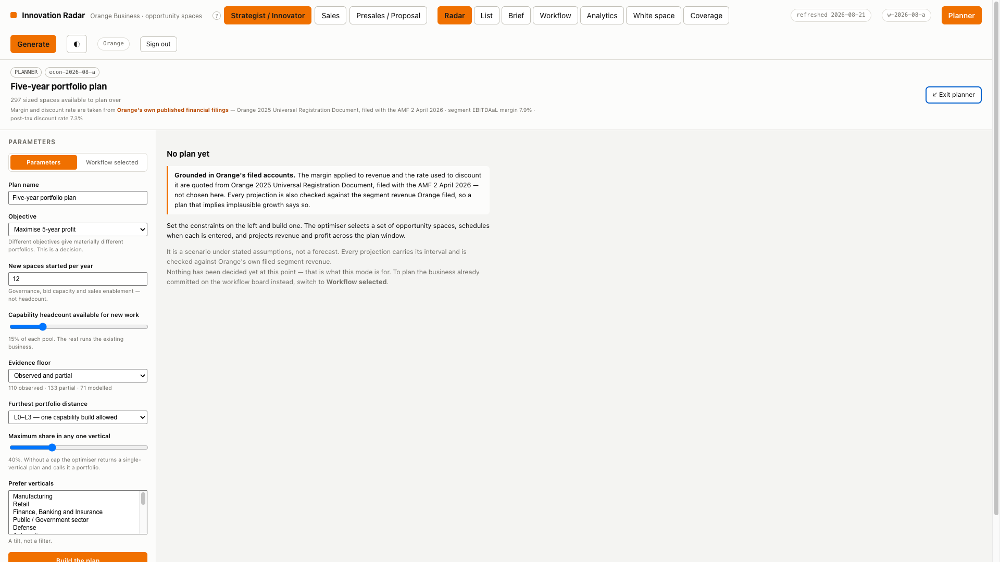 Innovation Radar Orange Business · opportunity spaces ? Strategist / Innovator Sales Presales / Proposal Radar List Brief Workflow Analytics White space Coverage refreshed 2026-08-21 w-2026-08-a Planner
Generate Orange Sign out
PLANNER econ-2026-08-a
Five-year portfolio plan
297 sized spaces available to plan over
Margin and discount rate are taken from Orange's own published financial filings — Orange 2025 Universal Registration Document, filed with the AMF 2 April 2026 · segment EBITDAaL margin 7.9% ·
post-tax discount rate 7.3%
↙ Exit planner
PARAMETERS
Parameters Workflow selected
Plan name
Five-year portfolio plan
Objective
Maximise 5-year profit
Different objectives give materially different
portfolios. This is a decision.
New spaces started per year
12
Governance, bid capacity and sales enablement —
not headcount.
Capability headcount available for new work
15% of each pool. The rest runs the existing
business.
Evidence floor
Observed and partial
110 observed · 133 partial · 71 modelled
Furthest portfolio distance
L0–L3 — one capability build allowed
Maximum share in any one vertical
40%. Without a cap the optimiser returns a single-
vertical plan and calls it a portfolio.
Prefer verticals
Manufacturing
Retail
Finance, Banking and Insurance
Public / Government sector
Defense
A tilt, not a filter.
Build the plan
No plan yet
Grounded in Orange's filed accounts. The margin applied to revenue and the rate used to discount
it are quoted from Orange 2025 Universal Registration Document, filed with the AMF 2 April 2026 —
not chosen here. Every projection is also checked against the segment revenue Orange filed, so a
plan that implies implausible growth says so.
Set the constraints on the left and build one. The optimiser selects a set of opportunity spaces, schedules
when each is entered, and projects revenue and profit across the plan window.
It is a scenario under stated assumptions, not a forecast. Every projection carries its interval and is
checked against Orange's own filed segment revenue.
Nothing has been decided yet at this point — that is what this mode is for. To plan the business already
committed on the workflow board instead, switch to Workflow selected.